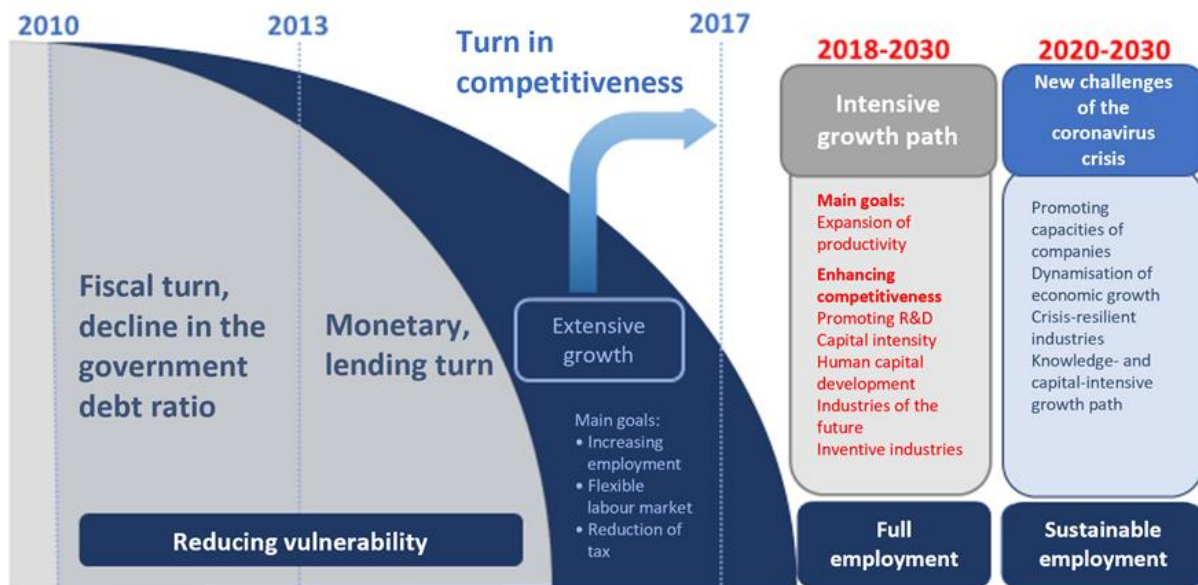 2010
2013
2017
Turn in
competitiveness
Fiscal turn,
decline in the
government
debt ratio
Monetary,
lending turn
Extensive
growth
Main goals:
• Increasing
employment
• Flexible
labour market
• Reduction of
tax
Reducing vulnerability
2018-2030
Intensive
growth path
Main goals:
Expansion of
productivity
Enhancing
competitiveness
Promoting R&D
Capital intensity
Human capital
development
Industries of the
future
Inventive industries
Full
employment
2020-2030
New challenges
of the
coronavirus
crisis
Promoting
capacities of
companies
Dynamisation of
economic growth
Crisis-resilient
industries
Knowledge- and
capital-intensive
growth path
Sustainable
employment